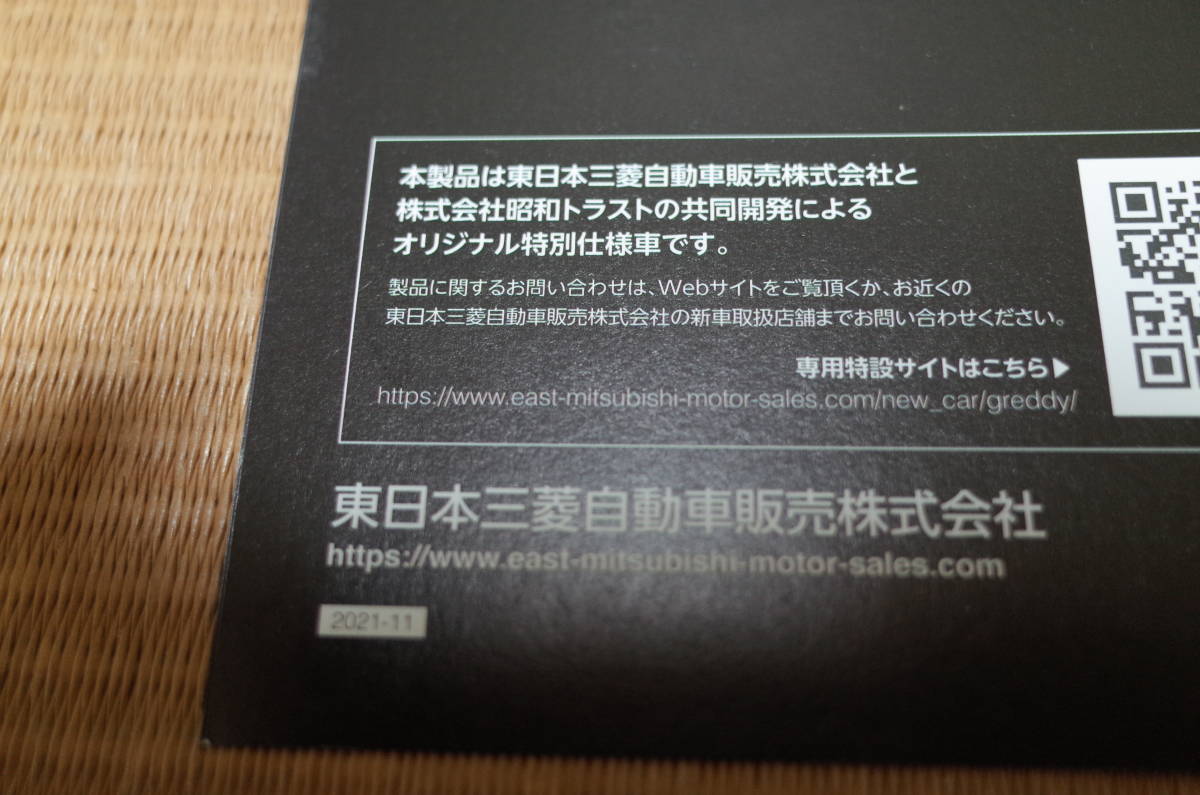 本製品は東日本三菱自動車販売株式会社と
株式会社昭和トラストの共同開発による
オリジナル特別仕様車です。
製品に関するお問い合わせは、Webサイトをご覧頂くか、お近くの
東日本三菱自動車販売株式会社の新車取扱店舗までお問い合わせください。
専用特設サイトはこちら▶
https://www.east-mitsubishi-motor-sales.com/new_car/greddy/
東日本三菱自動車販売株式会社
https://www.east-mitsubishi-motor-sales.com
2021-11